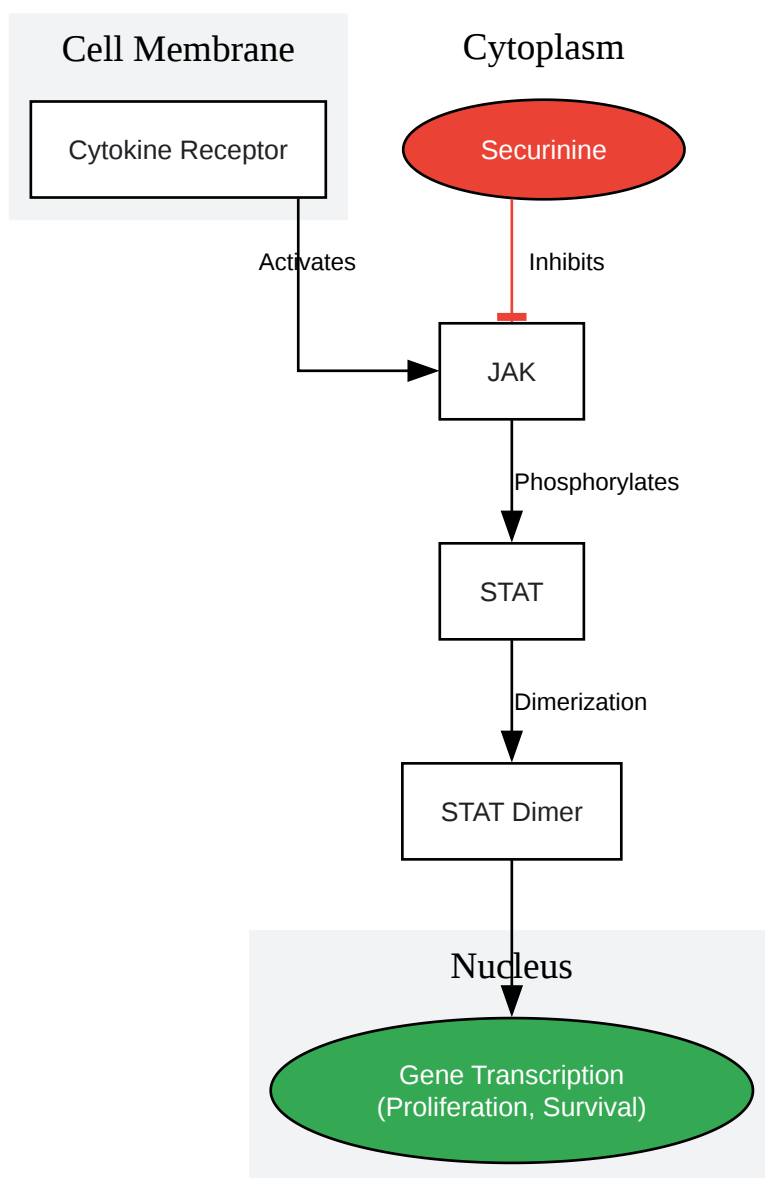 Cell Membrane
Cytoplasm
Cytokine Receptor
Securinine
Activates
Inhibits
JAK
Phosphorylates
STAT
Dimerization
STAT Dimer
Nucleus
Gene Transcription
(Proliferation, Survival)